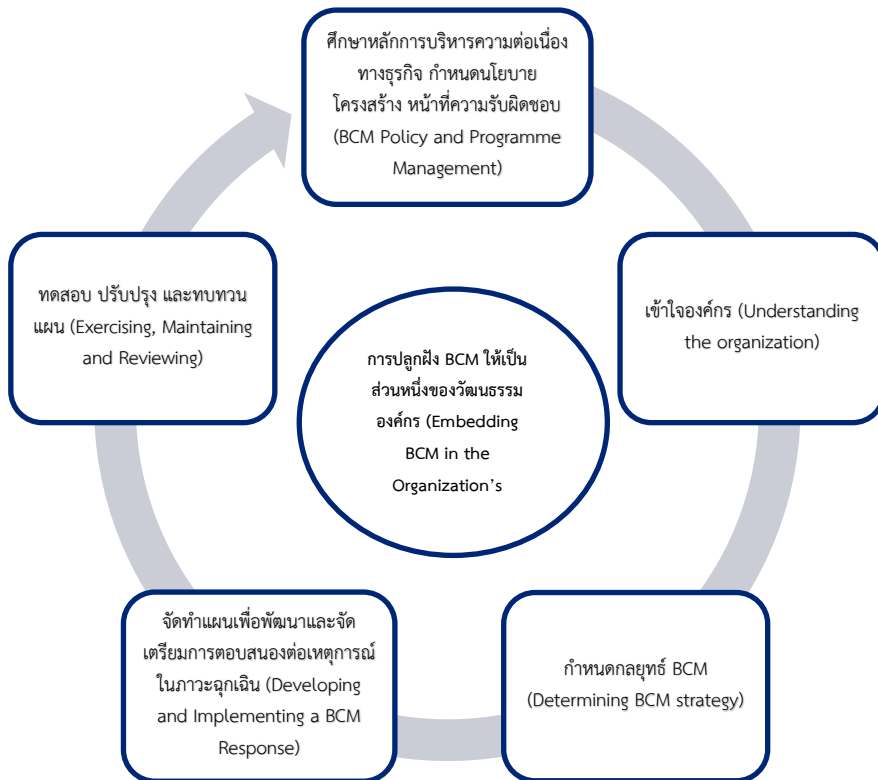 ศึกษาหลักการบริหารความต่อเนื่อง
ทางธุรกิจ กำหนดนโยบาย
โครงสร้าง หน้าที่ความรับผิดชอบ
(BCM Policy and Programme
Management)
เข้าใจองค์กร (Understanding
the organization)
กำหนดกลยุทธ์ BCM
(Determining BCM strategy)
จัดทำแผนเพื่อพัฒนาและจัด
เตรียมการตอบสนองต่อเหตุการณ์
ในภาวะฉุกเฉิน (Developing
and Implementing a BCM
Response)
ทดสอบ ปรับปรุง และทบทวน
แผน (Exercising, Maintaining
and Reviewing)
การปลูกฝัง BCM ให้เป็น
ส่วนหนึ่งของวัฒนธรรม
องค์กร (Embedding
BCM in the
Organization’s